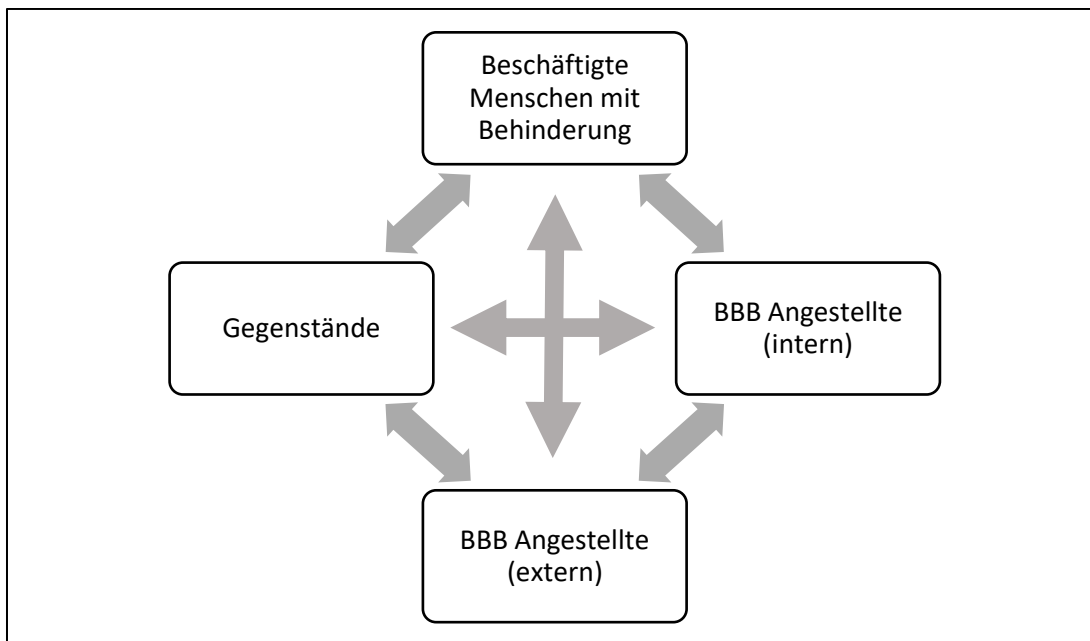 Beschäftigte
Menschen mit
Behinderung
Gegenstände
BBB Angestellte
(intern)
BBB Angestellte
(extern)